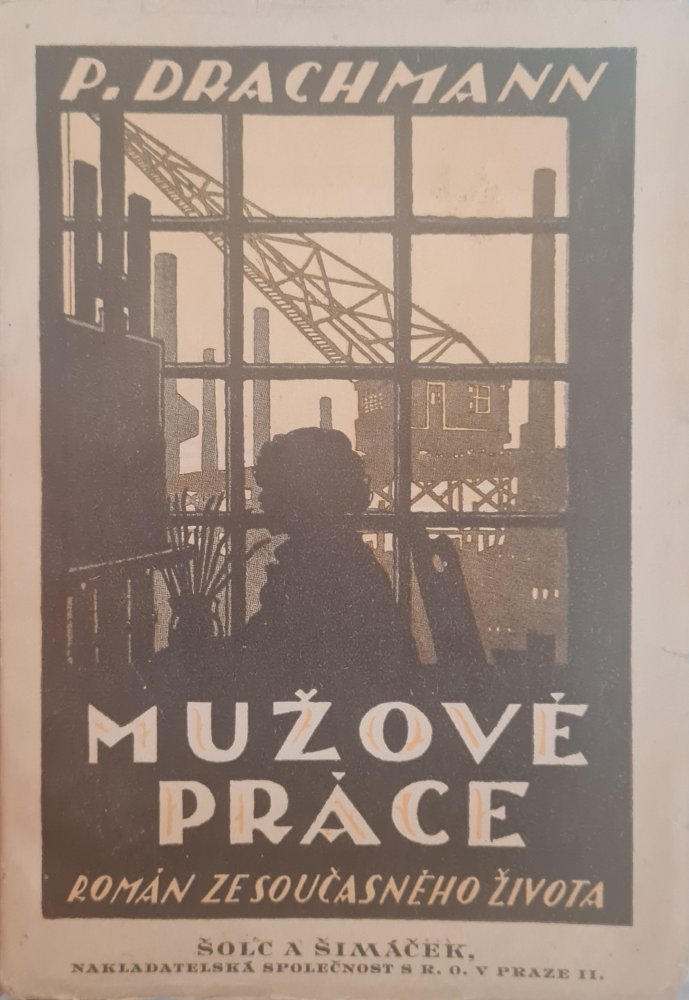 P. DRACHMANN
MUŽOVÉ
PRÁCE
ROMÁN ZE SOUČASNÉHO ŽIVOTA
ŠOLC A ŠIMÁČEK,
NAKLADATELSKÁ SPOLEČNOST S R. O. V PRAZE II.